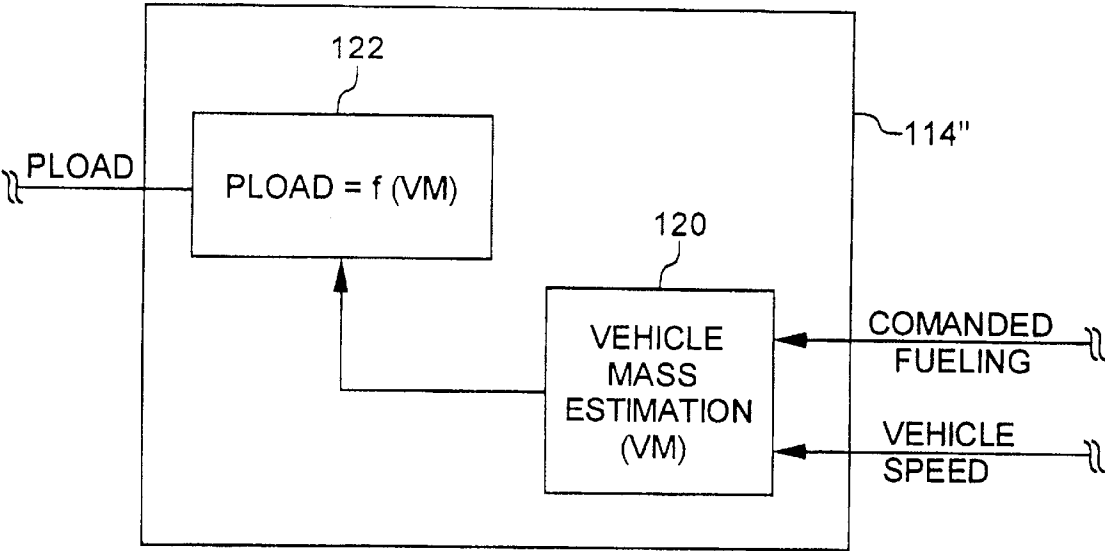 122
114"
PLOAD
PLOAD = f (VM)
120
VEHICLE
MASS
ESTIMATION
(VM)
COMANDED
FUELING
VEHICLE
SPEED